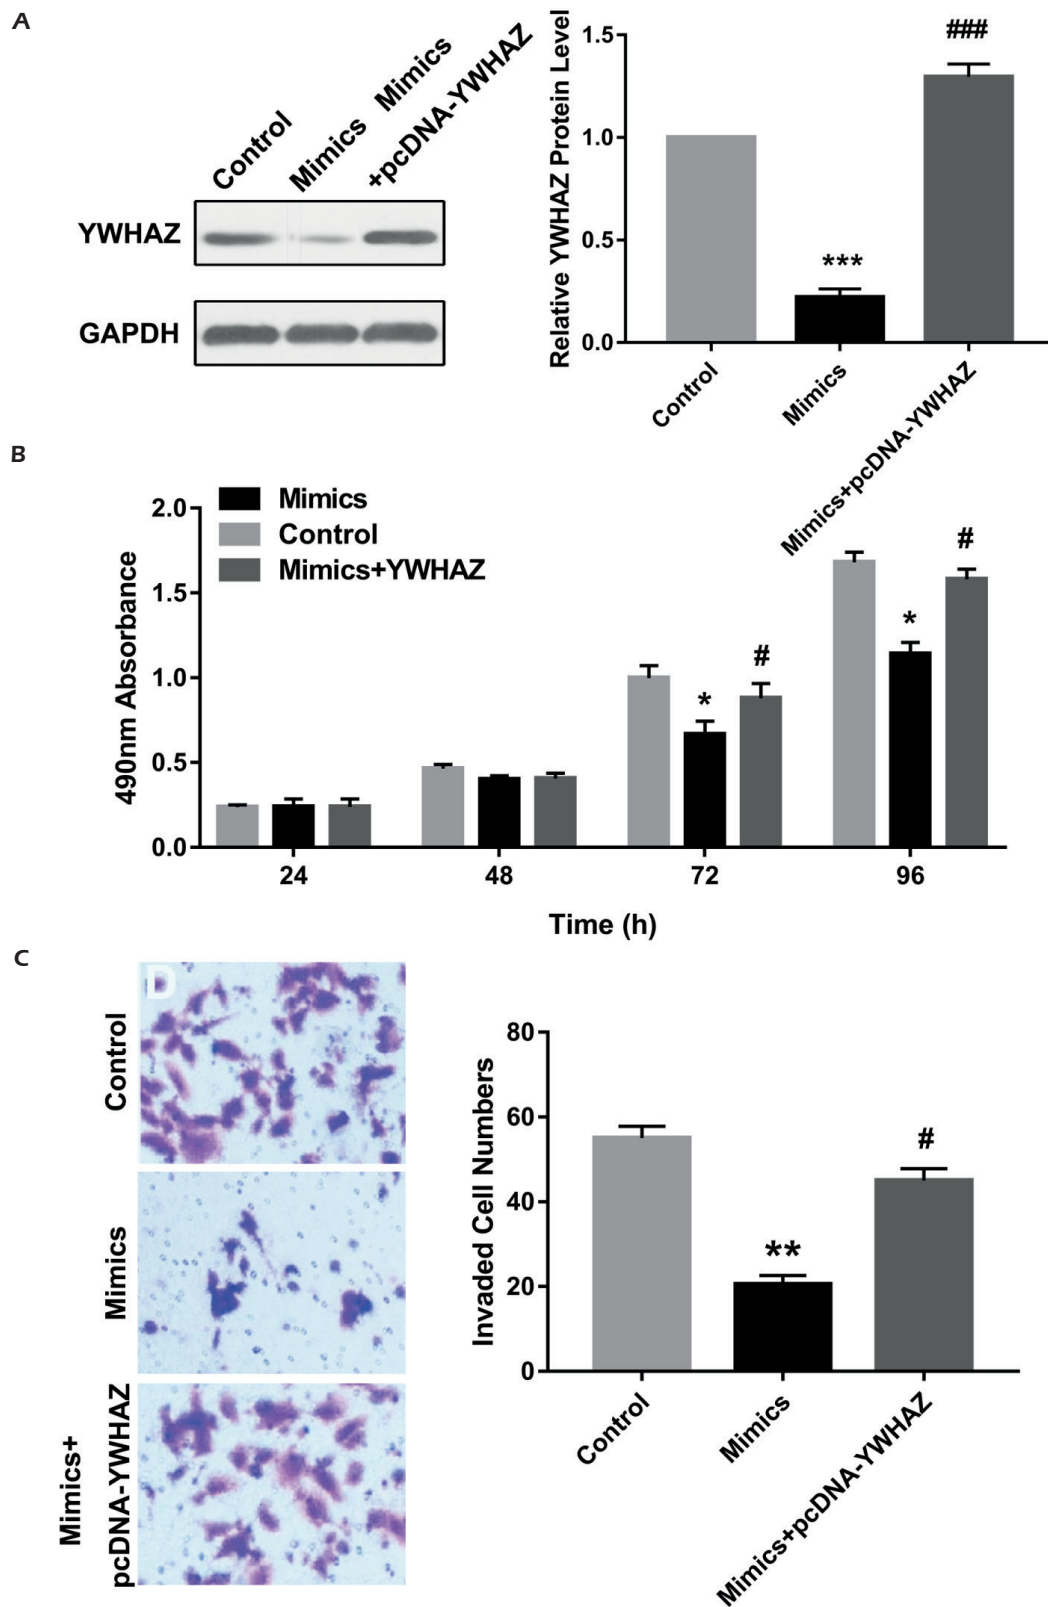 A
Control
Mimics
Mimics
+pcDNA-YWHAZ
YWHAZ
GAPDH
Relative YWHAZ Protein Level
1.5
1.0
0.5
0.0
***
###
Control
Mimics
Mimics+pcDNA-YWHAZ
B
490nm Absorbance
2.0
1.5
1.0
0.5
0.0
Mimics
Control
Mimics+YWHAZ
*
#
*
#
24
48
72
96
Time (h)
C
D
Control
Mimics
Mimics+
pcDNA-YWHAZ
Invaded Cell Numbers
80
60
40
20
0
**
#
Control
Mimics
Mimics+pcDNA-YWHAZ